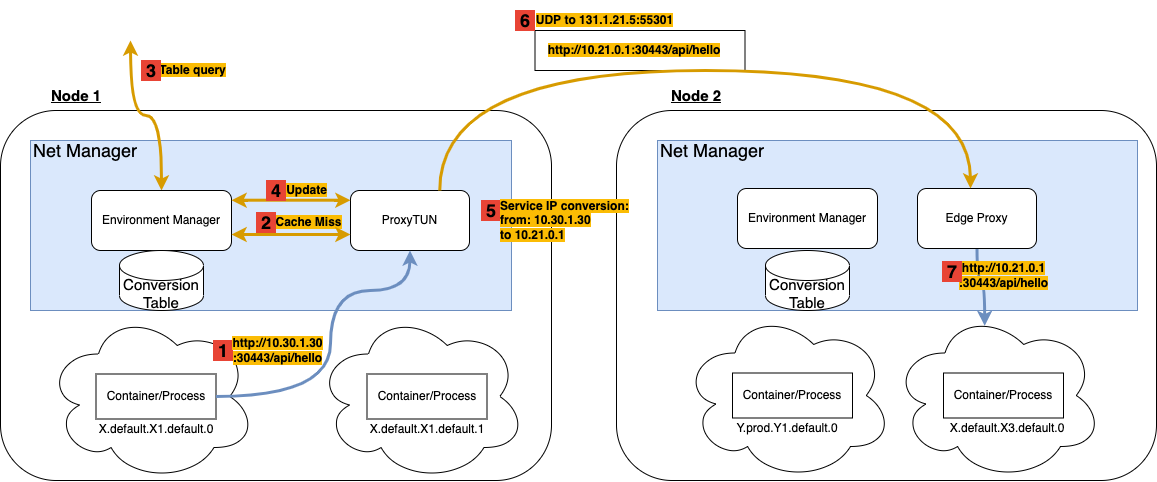 6 UDP to 131.1.21.5:55301
http://10.21.0.1:30443/api/hello
3 Table query
Node 1
Node 2
Net Manager
Net Manager
4 Update
Environment Manager
2 Cache Miss
ProxyTUN
5 Service IP conversion:
from: 10.30.1.30
to 10.21.0.1
Environment Manager
Edge Proxy
Conversion
Table
Conversion
Table
7 http://10.21.0.1
:30443/api/hello
1 http://10.30.1.30
:30443/api/hello
Container/Process
X.default.X1.default.0
Container/Process
X.default.X1.default.1
Container/Process
Y.prod.Y1.default.0
Container/Process
X.default.X3.default.0